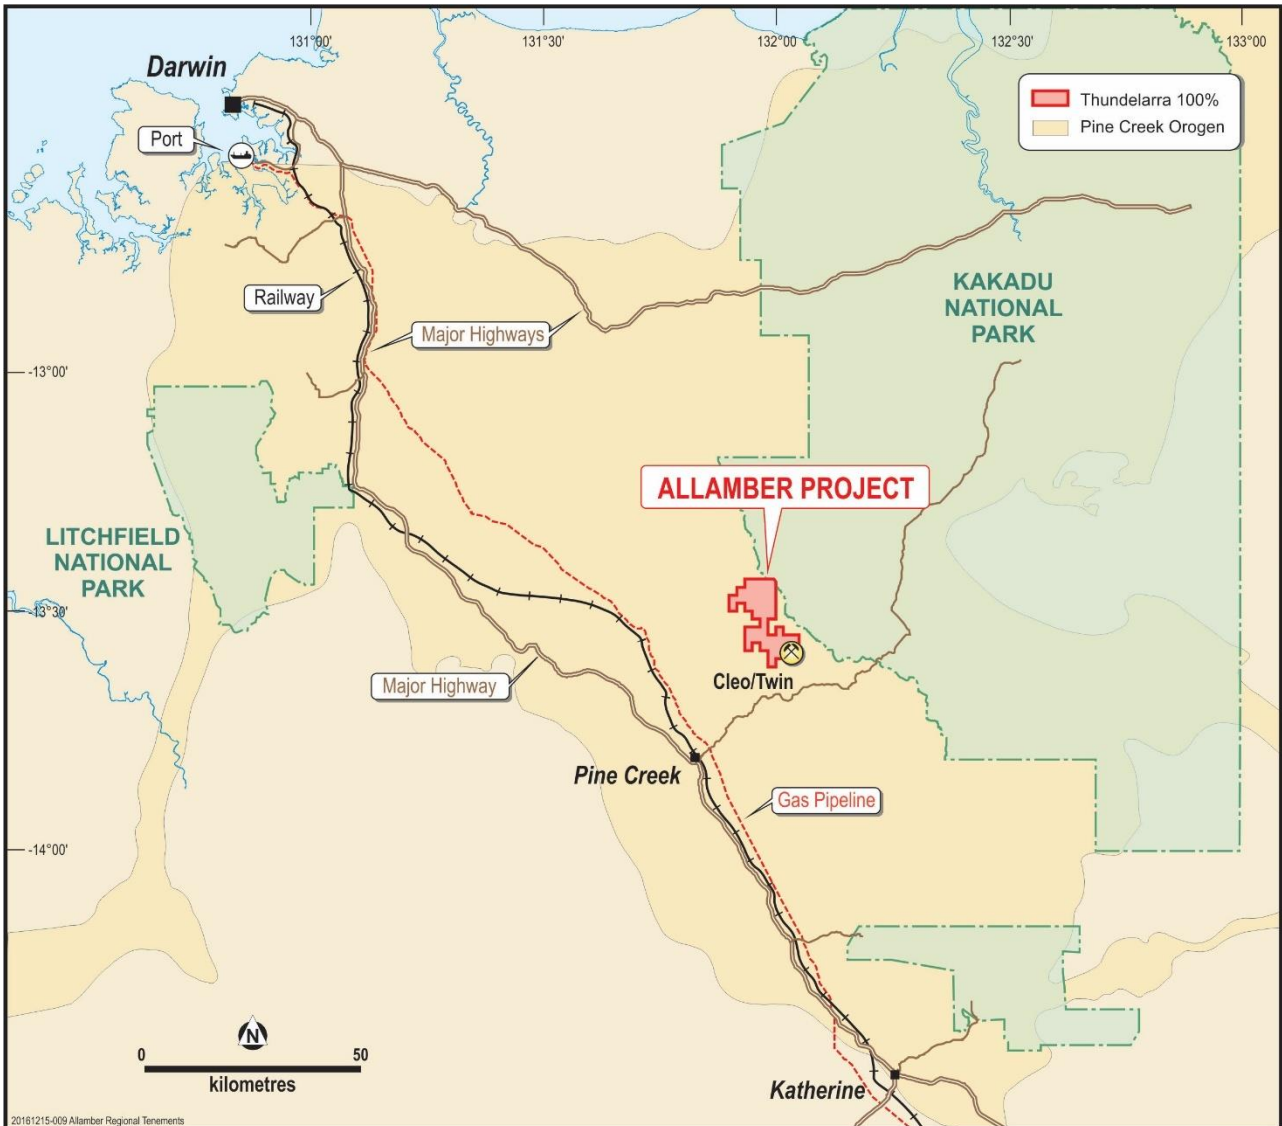 131°00'
131°30'
132°00'
132°30'
133°00'
Darwin
Thundelarra 100%
Pine Creek Orogen
Port
Railway
KAKADU
NATIONAL
PARK
Major Highways
-13°00'
ALLAMBER PROJECT
LITCHFIELD
NATIONAL
PARK
-13°30'
Cleo/Twin
Major Highway
Pine Creek
Gas Pipeline
-14°00'
N
0
50
kilometres
Katherine
20161215-009 Allamber Regional Tenements